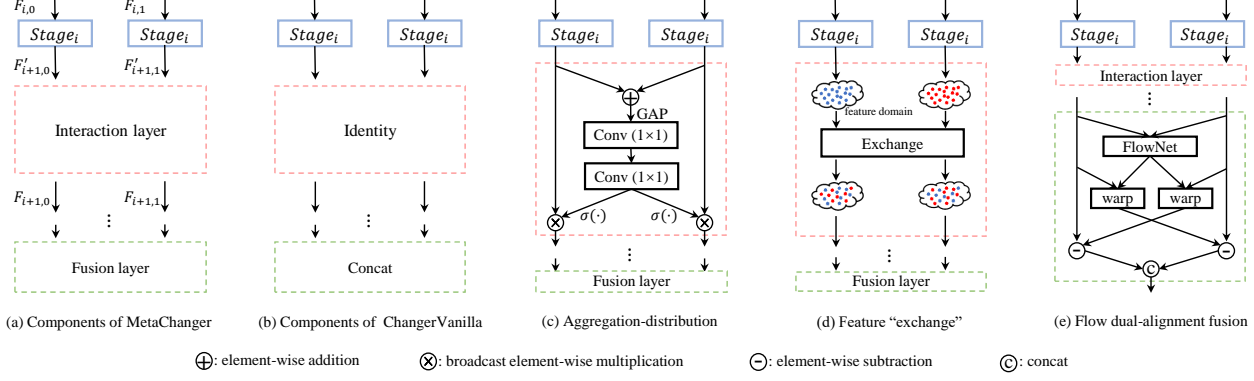 F_{i,0} F_{i,1}
Stage_i Stage_i
F'_{i+1,0} F'_{i+1,1}
Interaction layer
F_{i+1,0} F_{i+1,1}
⋮
Fusion layer
(a) Components of MetaChanger
Stage_i Stage_i
Identity
⋮
Concat
(b) Components of ChangerVanilla
Stage_i Stage_i
+
GAP
Conv (1×1)
Conv (1×1)
σ(·) σ(·)
× ×
⋮
Fusion layer
(c) Aggregation-distribution
Stage_i Stage_i
feature domain
Exchange
⋮
Fusion layer
(d) Feature “exchange”
Stage_i Stage_i
Interaction layer
⋮
FlowNet
warp warp
− −
c
(e) Flow dual-alignment fusion
+: element-wise addition ×: broadcast element-wise multiplication −: element-wise subtraction c: concat